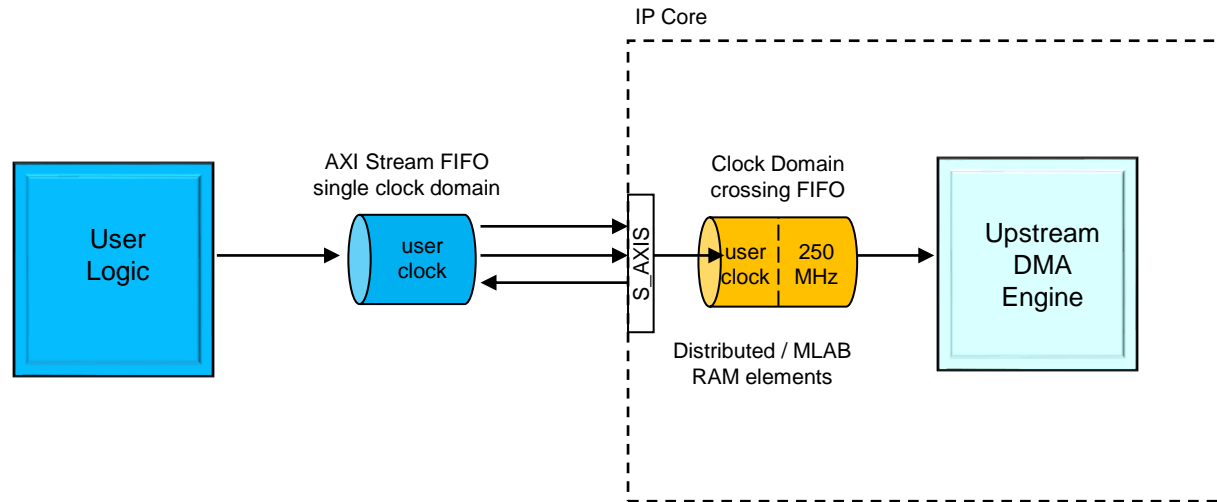 IP Core
User
Logic
AXI Stream FIFO
single clock domain
user
clock
S_AXIS
Clock Domain
crossing FIFO
user
clock
250
MHz
Distributed / MLAB
RAM elements
Upstream
DMA
Engine